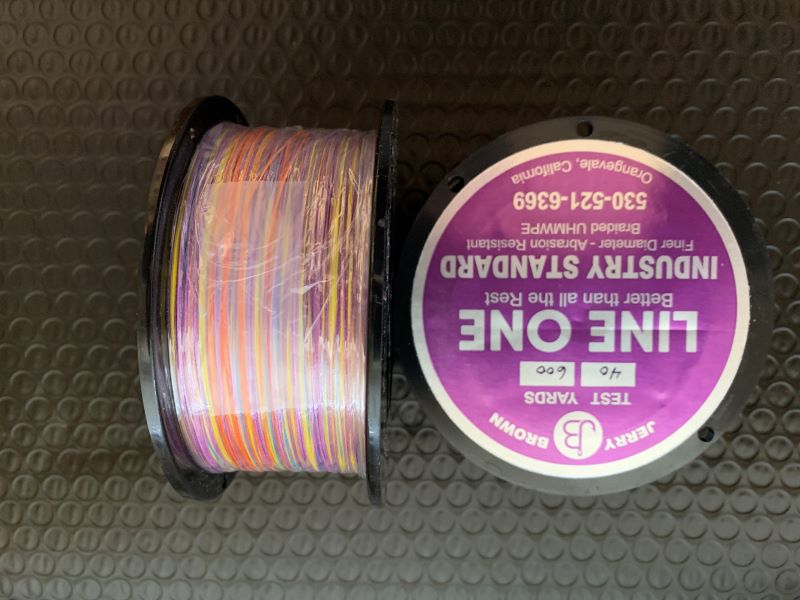 JERRY JB BROWN
TEST YARDS
40 600
LINE ONE
Better than all the Rest
INDUSTRY STANDARD
Finer Diameter - Abrasion Resistant
Braided UHMWPE
530-521-6369
Orangevale, California